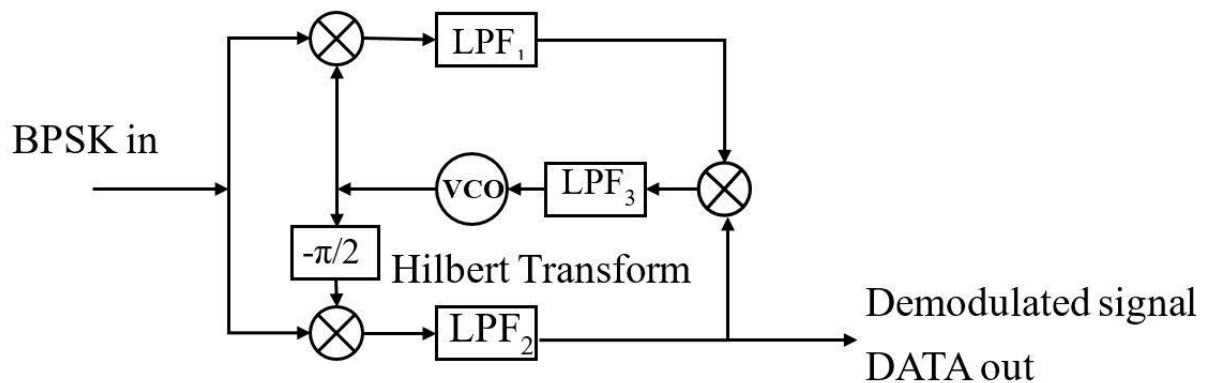 LPF₁
BPSK in
VCO
LPF₃
-π/2
Hilbert Transform
LPF₂
Demodulated signal
DATA out